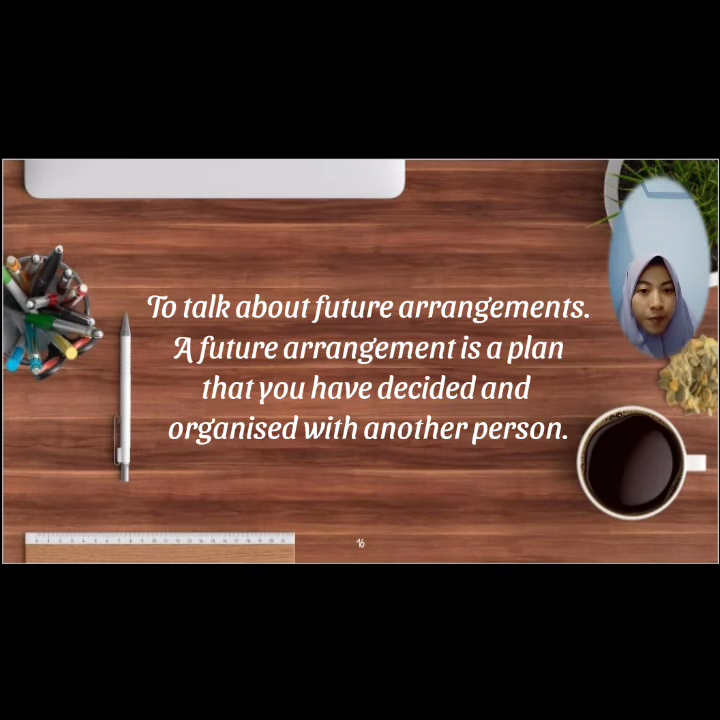 To talk about future arrangements.
A future arrangement is a plan
that you have decided and
organised with another person.
16